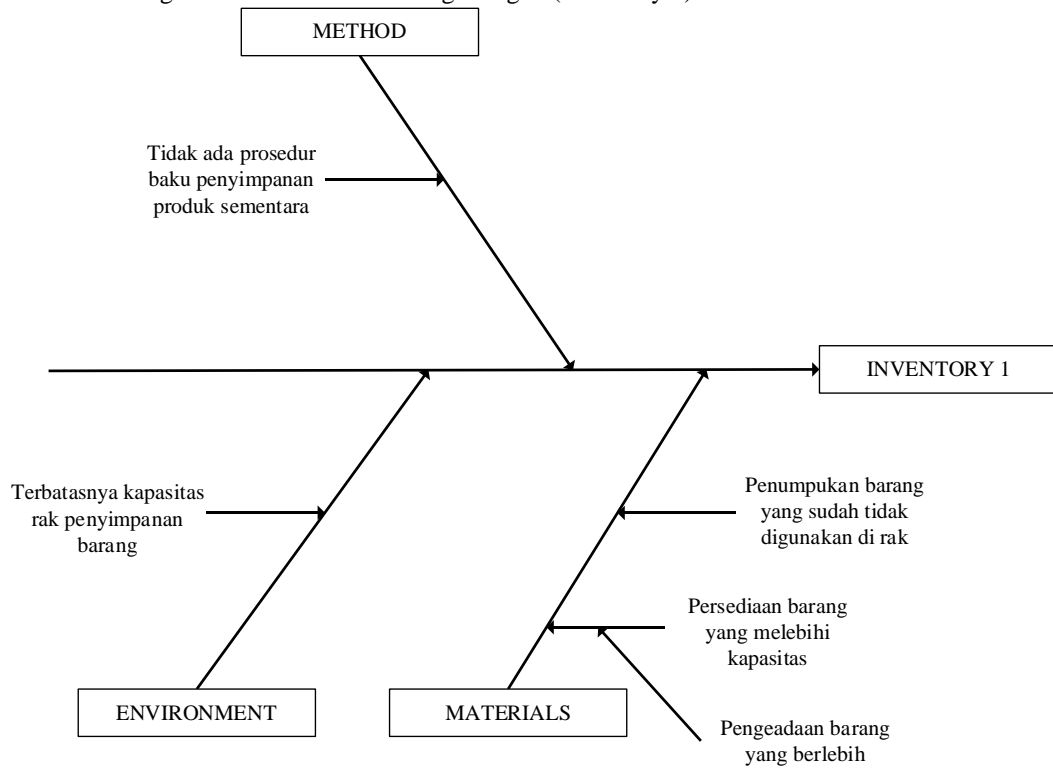 METHOD
Tidak ada prosedur
baku penyimpanan
produk sementara
INVENTORY 1
Terbatasnya kapasitas
rak penyimpanan
barang
Penumpukan barang
yang sudah tidak
digunakan di rak
Persediaan barang
yang melebihi
kapasitas
ENVIRONMENT
MATERIALS
Pengeadaan barang
yang berlebih